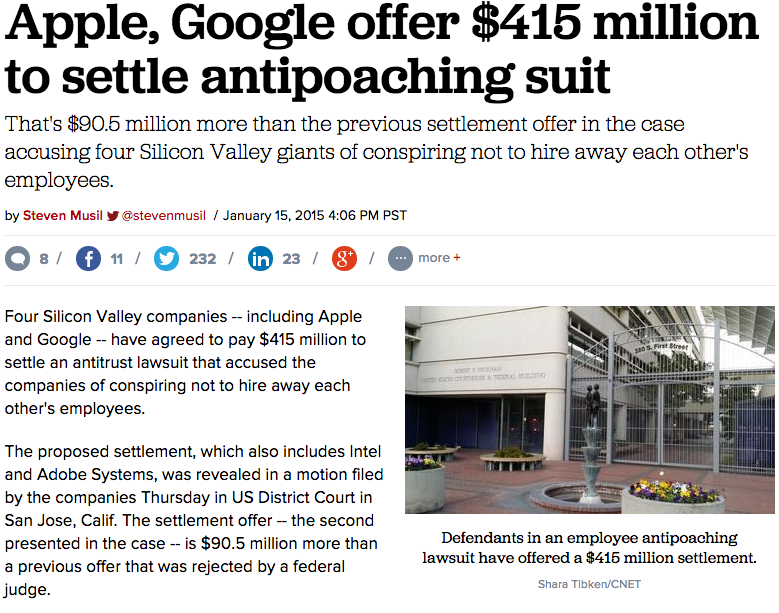 Apple, Google offer $415 million
to settle antipoaching suit
That's $90.5 million more than the previous settlement offer in the case
accusing four Silicon Valley giants of conspiring not to hire away each other's
employees.
by Steven Musil @stevenmusil / January 15, 2015 4:06 PM PST
8 / f 11 / 232 / in 23 / g+ / ... more +
Four Silicon Valley companies -- including Apple
and Google -- have agreed to pay $415 million to
settle an antitrust lawsuit that accused the
companies of conspiring not to hire away each
other's employees.
The proposed settlement, which also includes Intel
and Adobe Systems, was revealed in a motion filed
by the companies Thursday in US District Court in
San Jose, Calif. The settlement offer -- the second
presented in the case -- is $90.5 million more than
a previous offer that was rejected by a federal
judge.
280 S. First Street
ROBERT F. PECKHAM
UNITED STATES COURTHOUSE & FEDERAL BUILDING
Defendants in an employee antipoaching
lawsuit have offered a $415 million settlement.
Shara Tibken/CNET